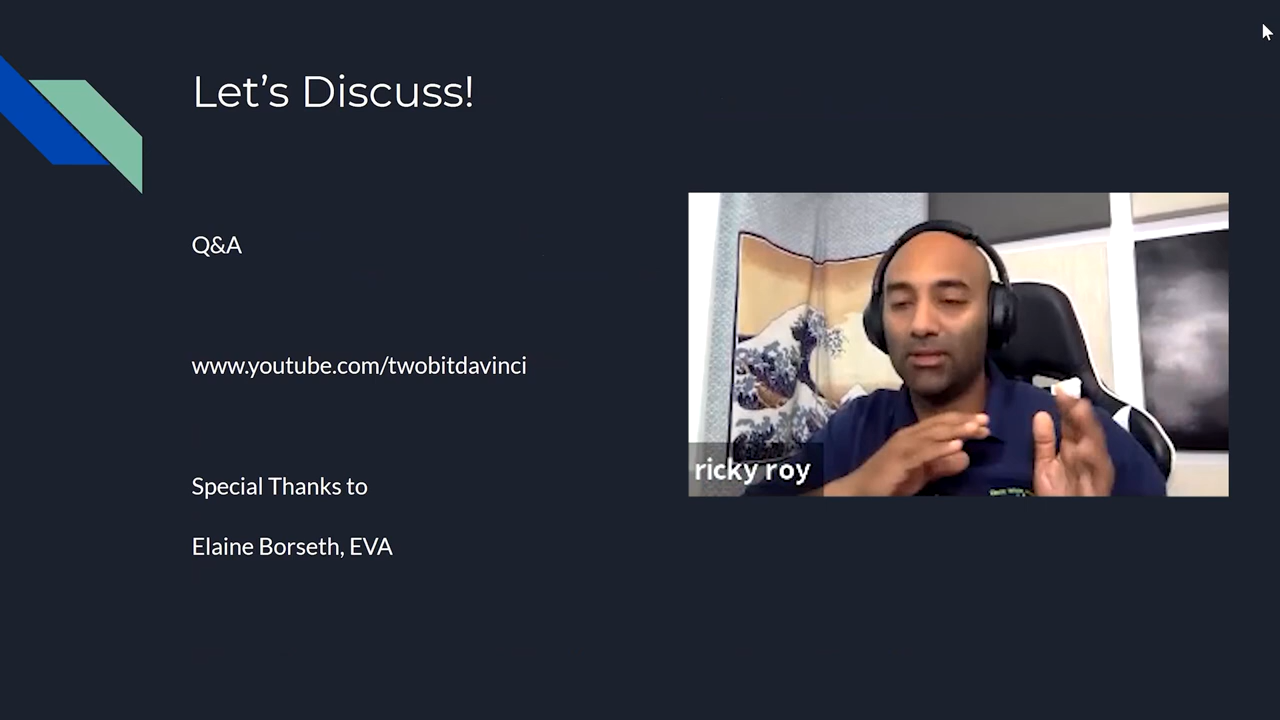 Let's Discuss!
Q&A
www.youtube.com/twobitdavinci
Special Thanks to
Elaine Borseth, EVA
ricky roy